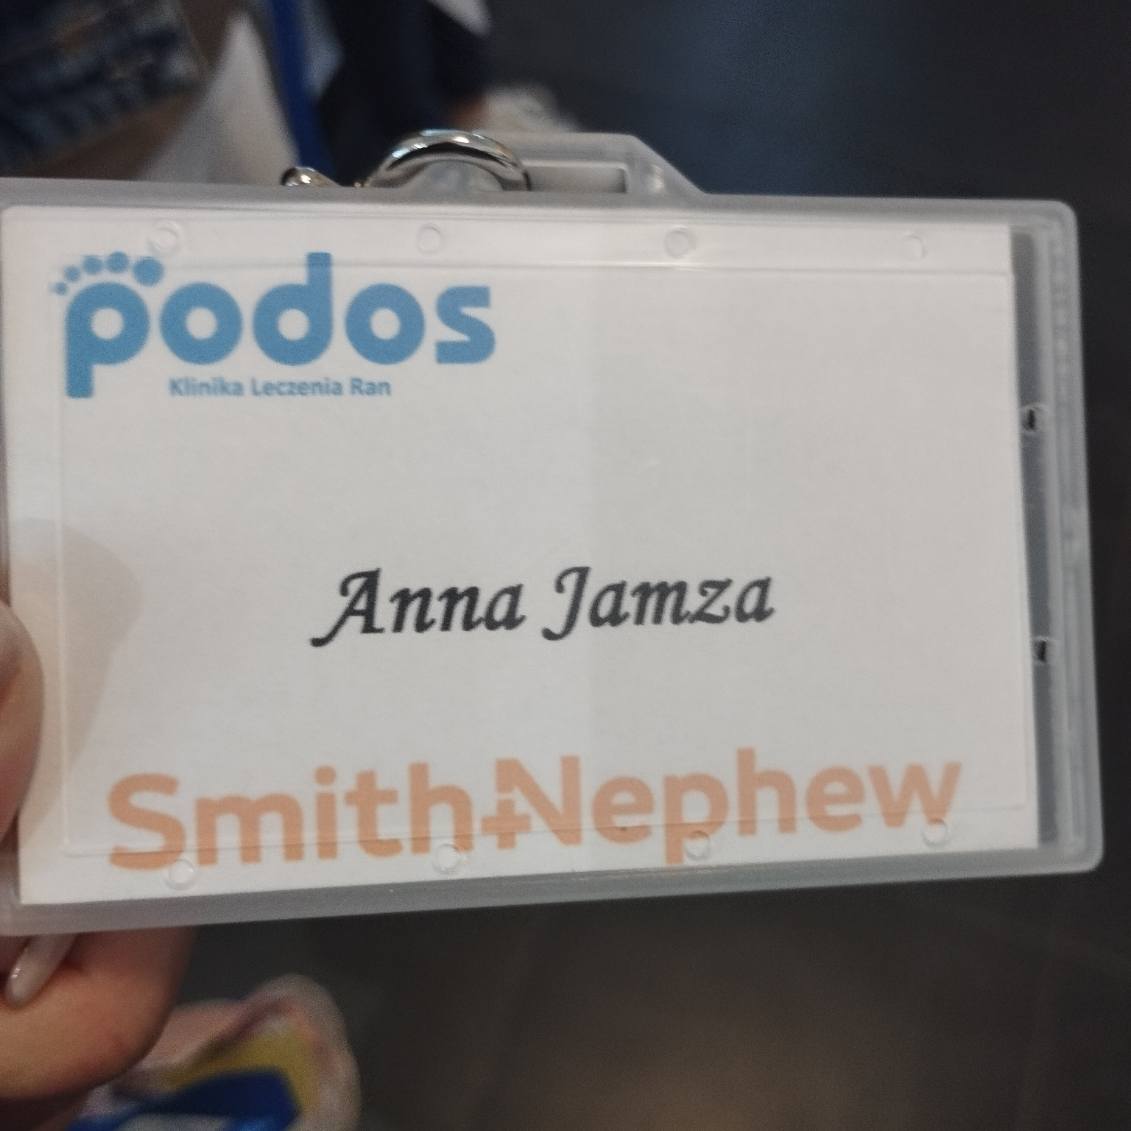 podos
Klinika Leczenia Ran
Anna Jamza
Smith+Nephew